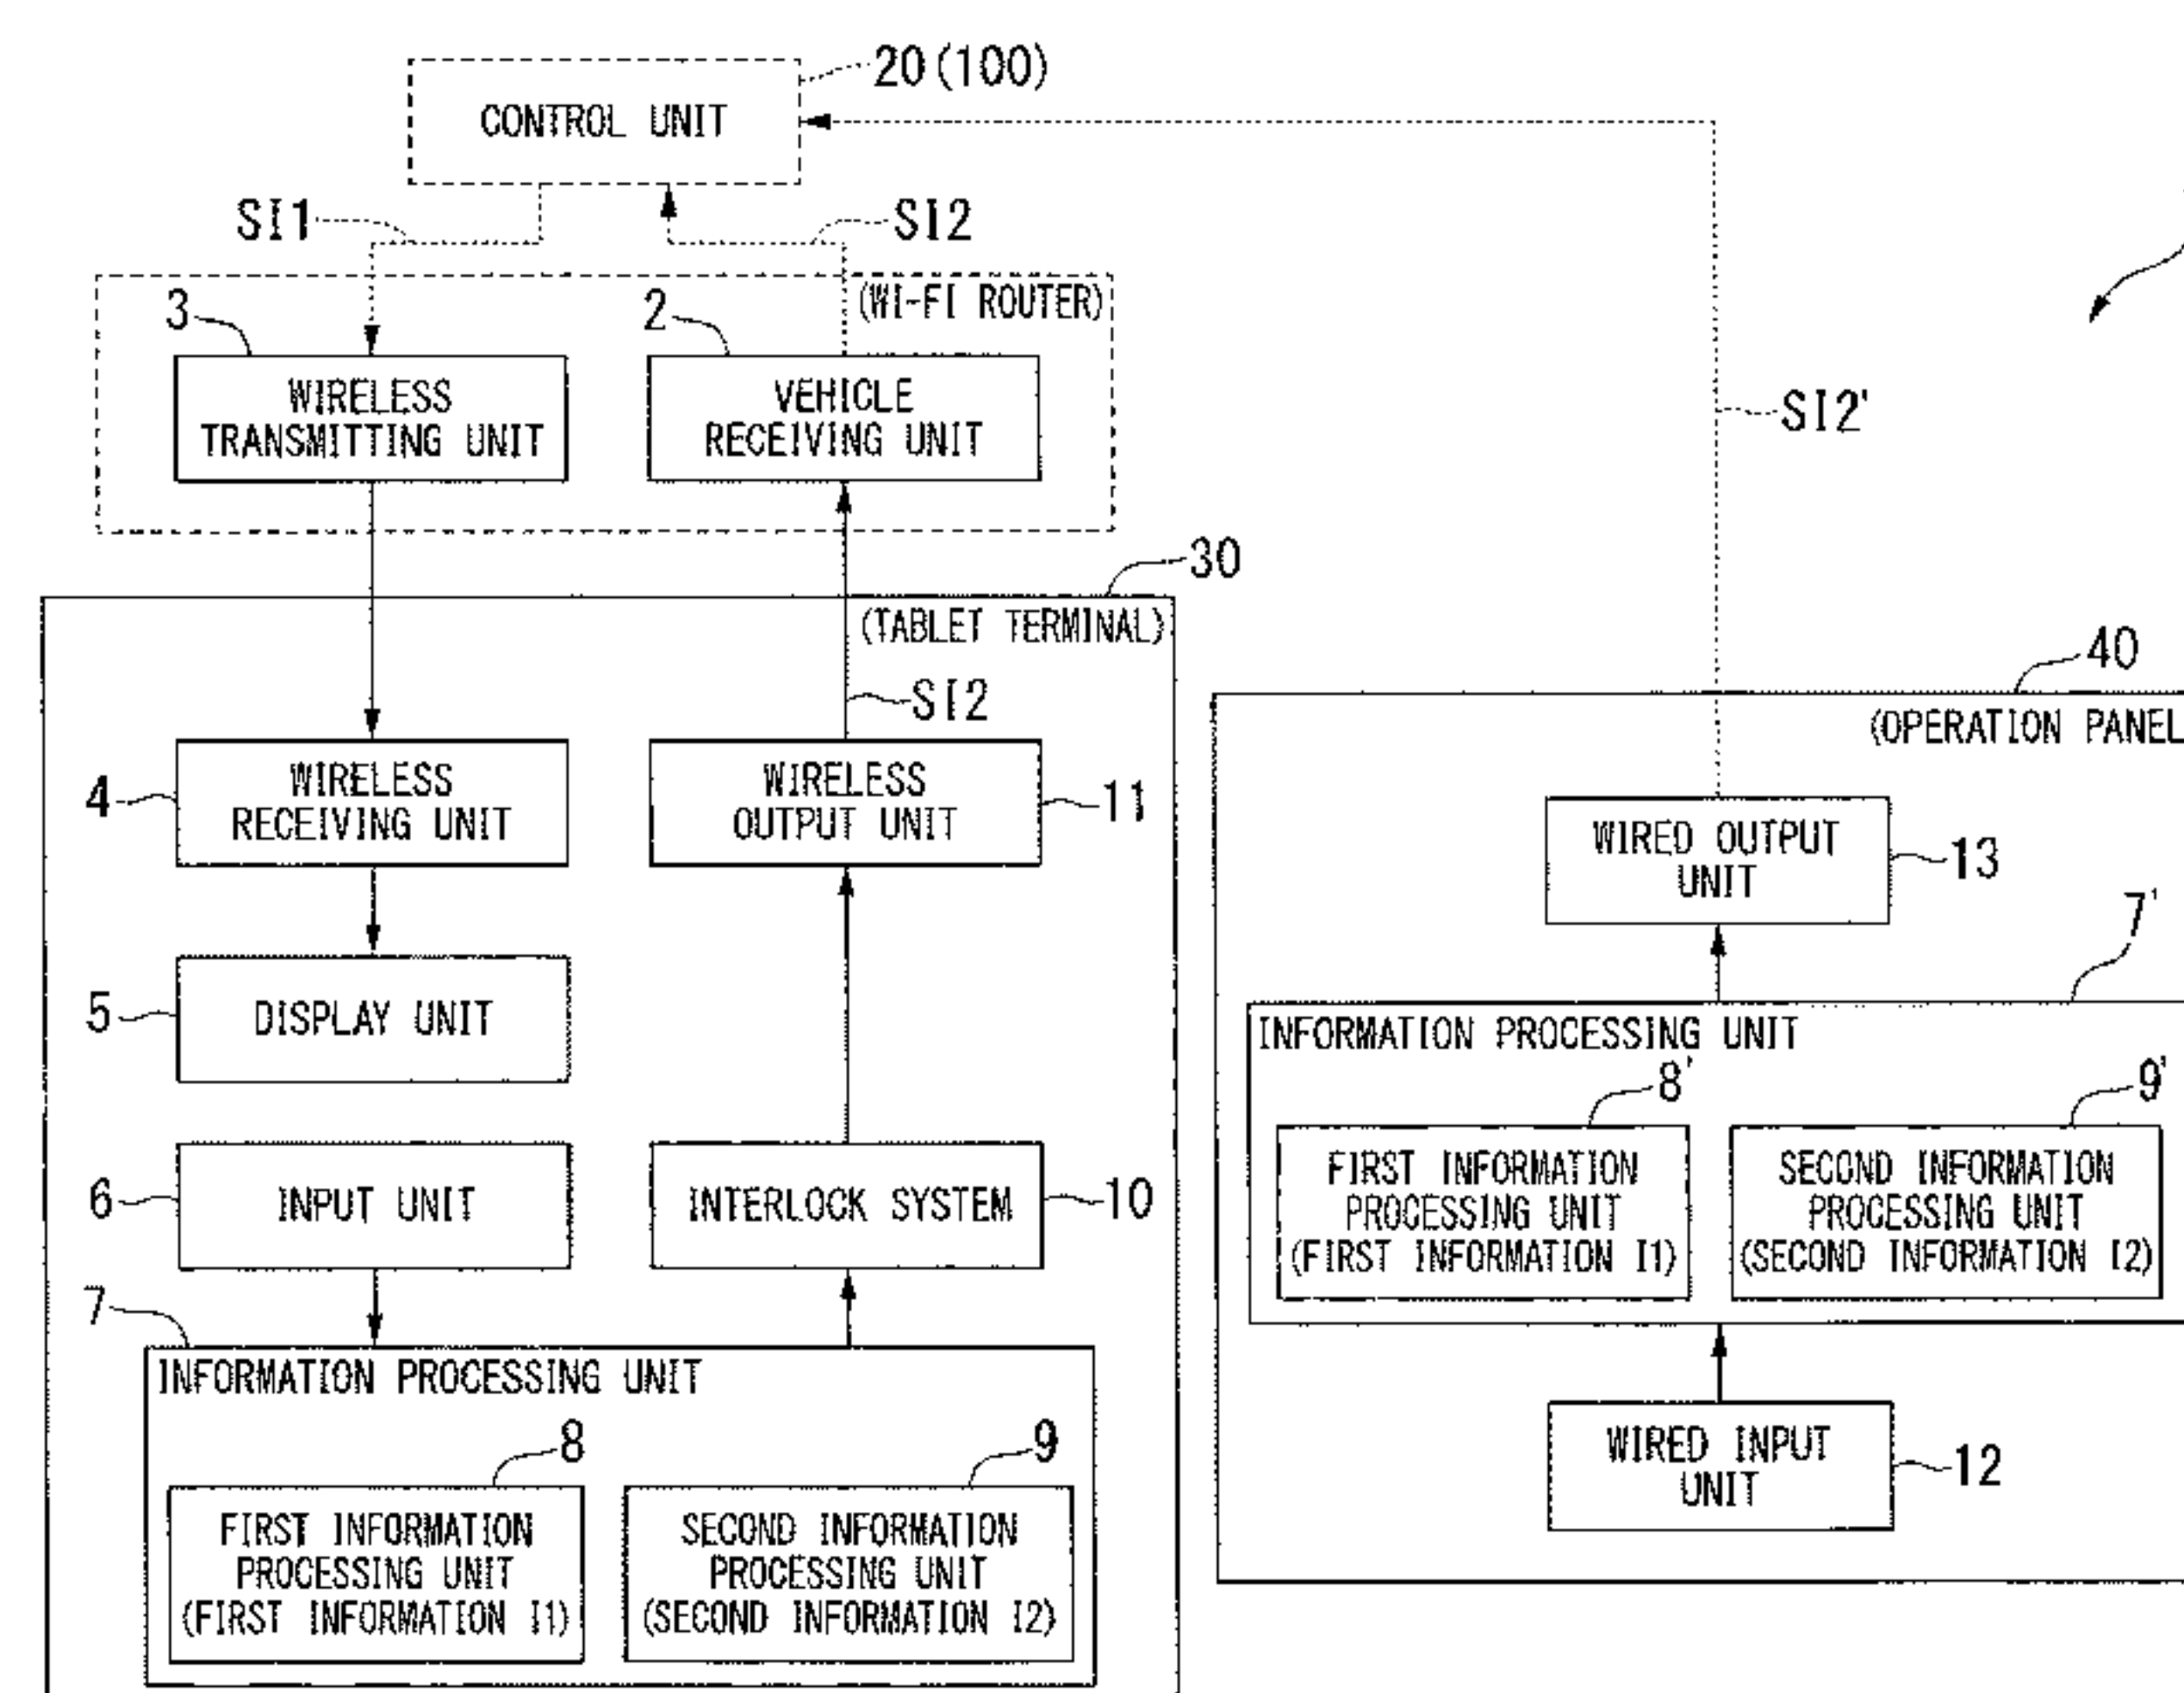 20(100)
CONTROL UNIT
SI1
SI2
(WI-FI ROUTER)
3
2
WIRELESS
TRANSMITTING UNIT
VEHICLE
RECEIVING UNIT
SI2'
30
(TABLET TERMINAL)
SI2
40
(OPERATION PANEL
4
WIRELESS
RECEIVING UNIT
WIRELESS
OUTPUT UNIT
11
WIRED OUTPUT
UNIT
13
7'
5
DISPLAY UNIT
INFORMATION PROCESSING UNIT
8'
9'
FIRST INFORMATION
PROCESSING UNIT
(FIRST INFORMATION I1)
SECOND INFORMATION
PROCESSING UNIT
(SECOND INFORMATION I2)
6
INPUT UNIT
INTERLOCK SYSTEM
10
7
INFORMATION PROCESSING UNIT
WIRED INPUT
UNIT
12
8
9
FIRST INFORMATION
PROCESSING UNIT
(FIRST INFORMATION I1)
SECOND INFORMATION
PROCESSING UNIT
(SECOND INFORMATION I2)